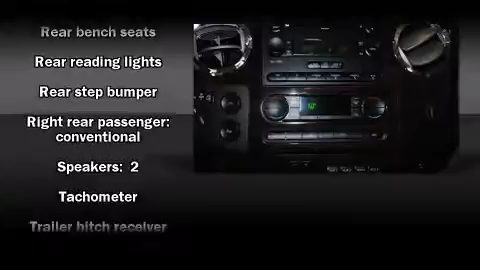 Rear bench seats
Rear reading lights
Rear step bumper
Right rear passenger:
conventional
Speakers: 2
Tachometer
Trailer hitch receiver